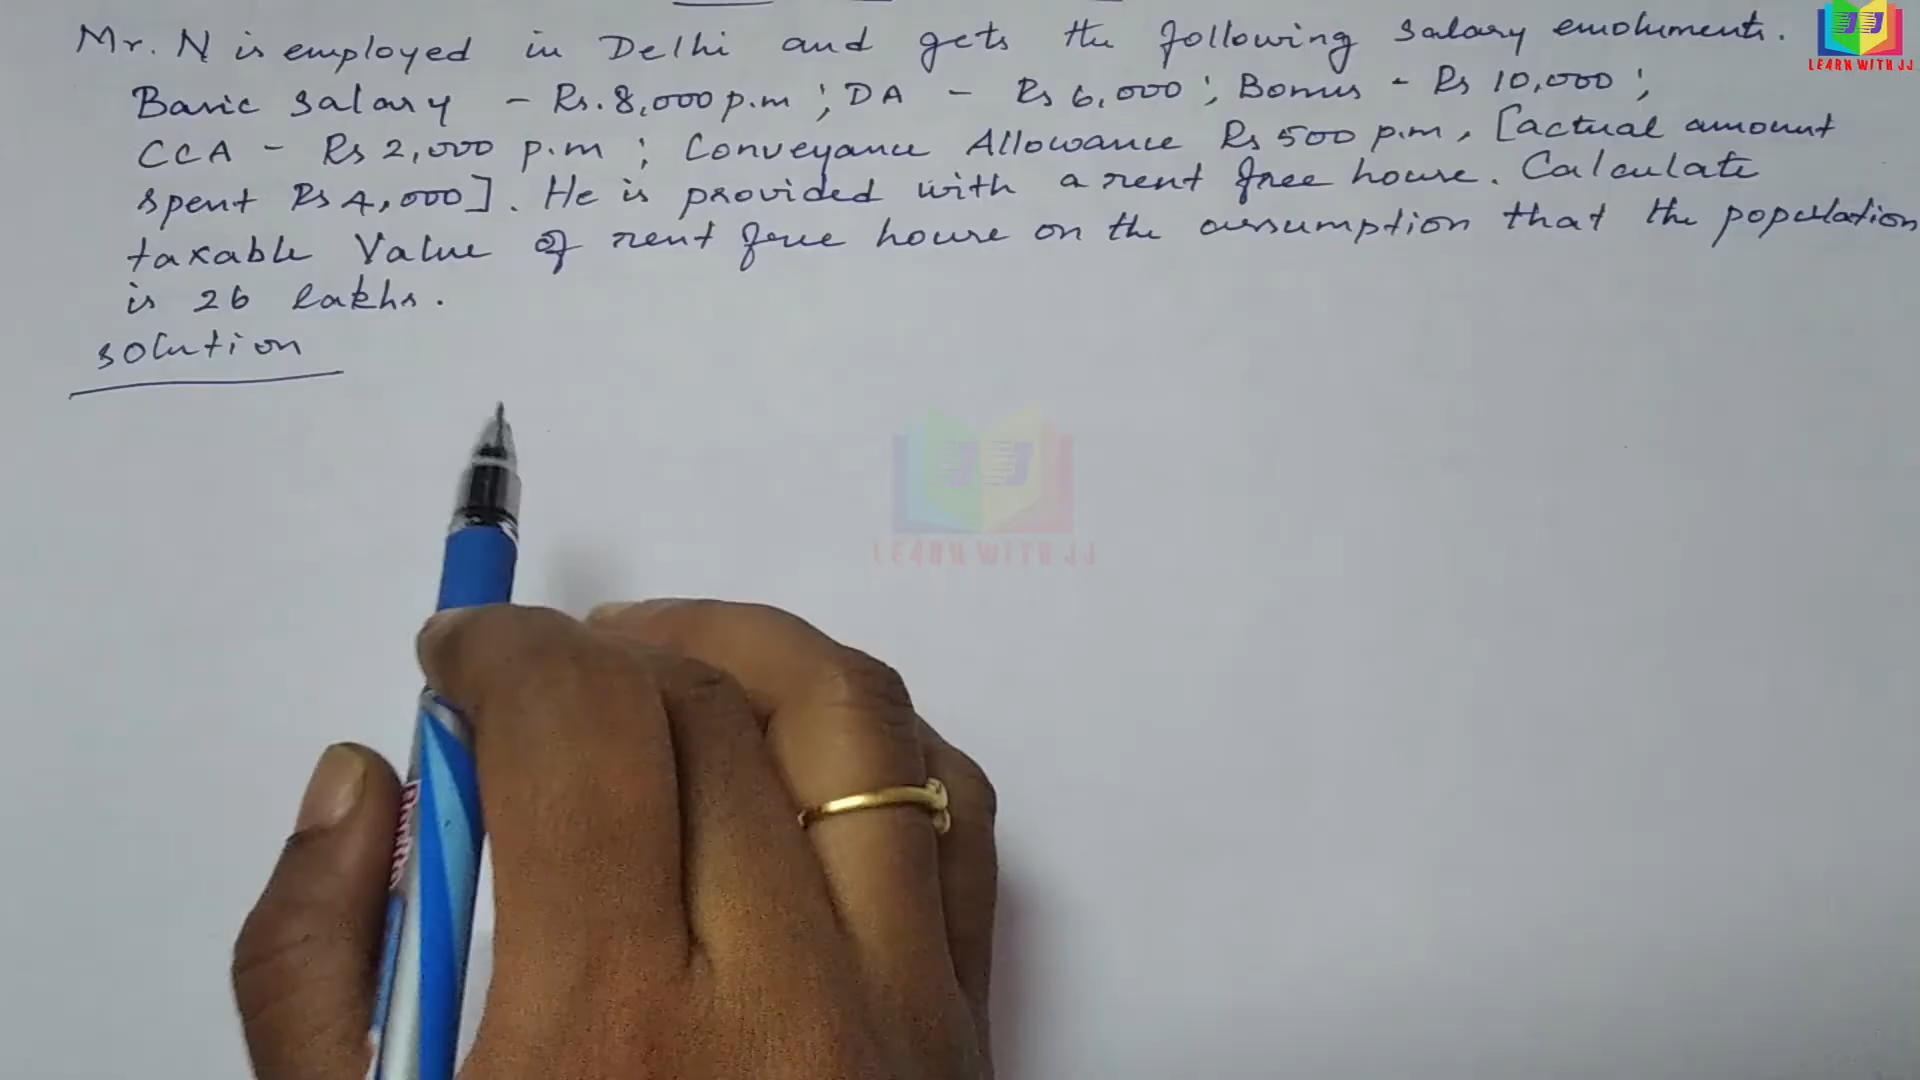 Mr. N is employed in Delhi and gets the following salary emoluments.
Basic salary - Rs. 8,000 p.m ; DA - Rs 6,000 ; Bonus - Rs 10,000 ;
CCA - Rs 2,000 p.m ; Conveyance Allowance Rs 500 p.m, [actual amount
spent Rs 4,000]. He is provided with a rent free house. Calculate
taxable Value of rent free house on the assumption that the population
is 26 lakhs.
solution
LEARN WITH JJ
LEARN WITH JJ